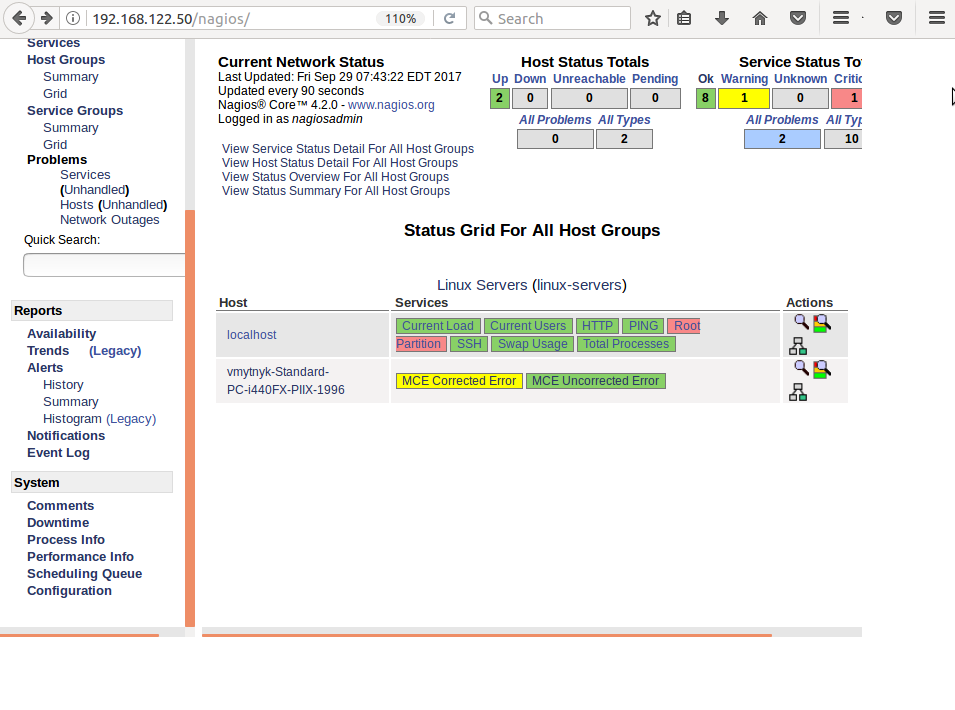 192.168.122.50/nagios/
110%
Search
Services
Host Groups
Summary
Grid
Service Groups
Summary
Grid
Problems
Services
(Unhandled)
Hosts (Unhandled)
Network Outages
Quick Search:
Reports
Availability
Trends (Legacy)
Alerts
History
Summary
Histogram (Legacy)
Notifications
Event Log
System
Comments
Downtime
Process Info
Performance Info
Scheduling Queue
Configuration
Current Network Status
Last Updated: Fri Sep 29 07:43:22 EDT 2017
Updated every 90 seconds
Nagios® Core™ 4.2.0 - www.nagios.org
Logged in as nagiosadmin
View Service Status Detail For All Host Groups
View Host Status Detail For All Host Groups
View Status Overview For All Host Groups
View Status Summary For All Host Groups
Host Status Totals
Up Down Unreachable Pending
2 0 0 0
All Problems All Types
0 2
Service Status To
Ok Warning Unknown Critic
8 1 0 1
All Problems All Typ
2 10
Status Grid For All Host Groups
Linux Servers (linux-servers)
Host Services Actions
localhost
Current Load Current Users HTTP PING Root
Partition SSH Swap Usage Total Processes
vmytnyk-Standard-
PC-i440FX-PIIX-1996
MCE Corrected Error MCE Uncorrected Error